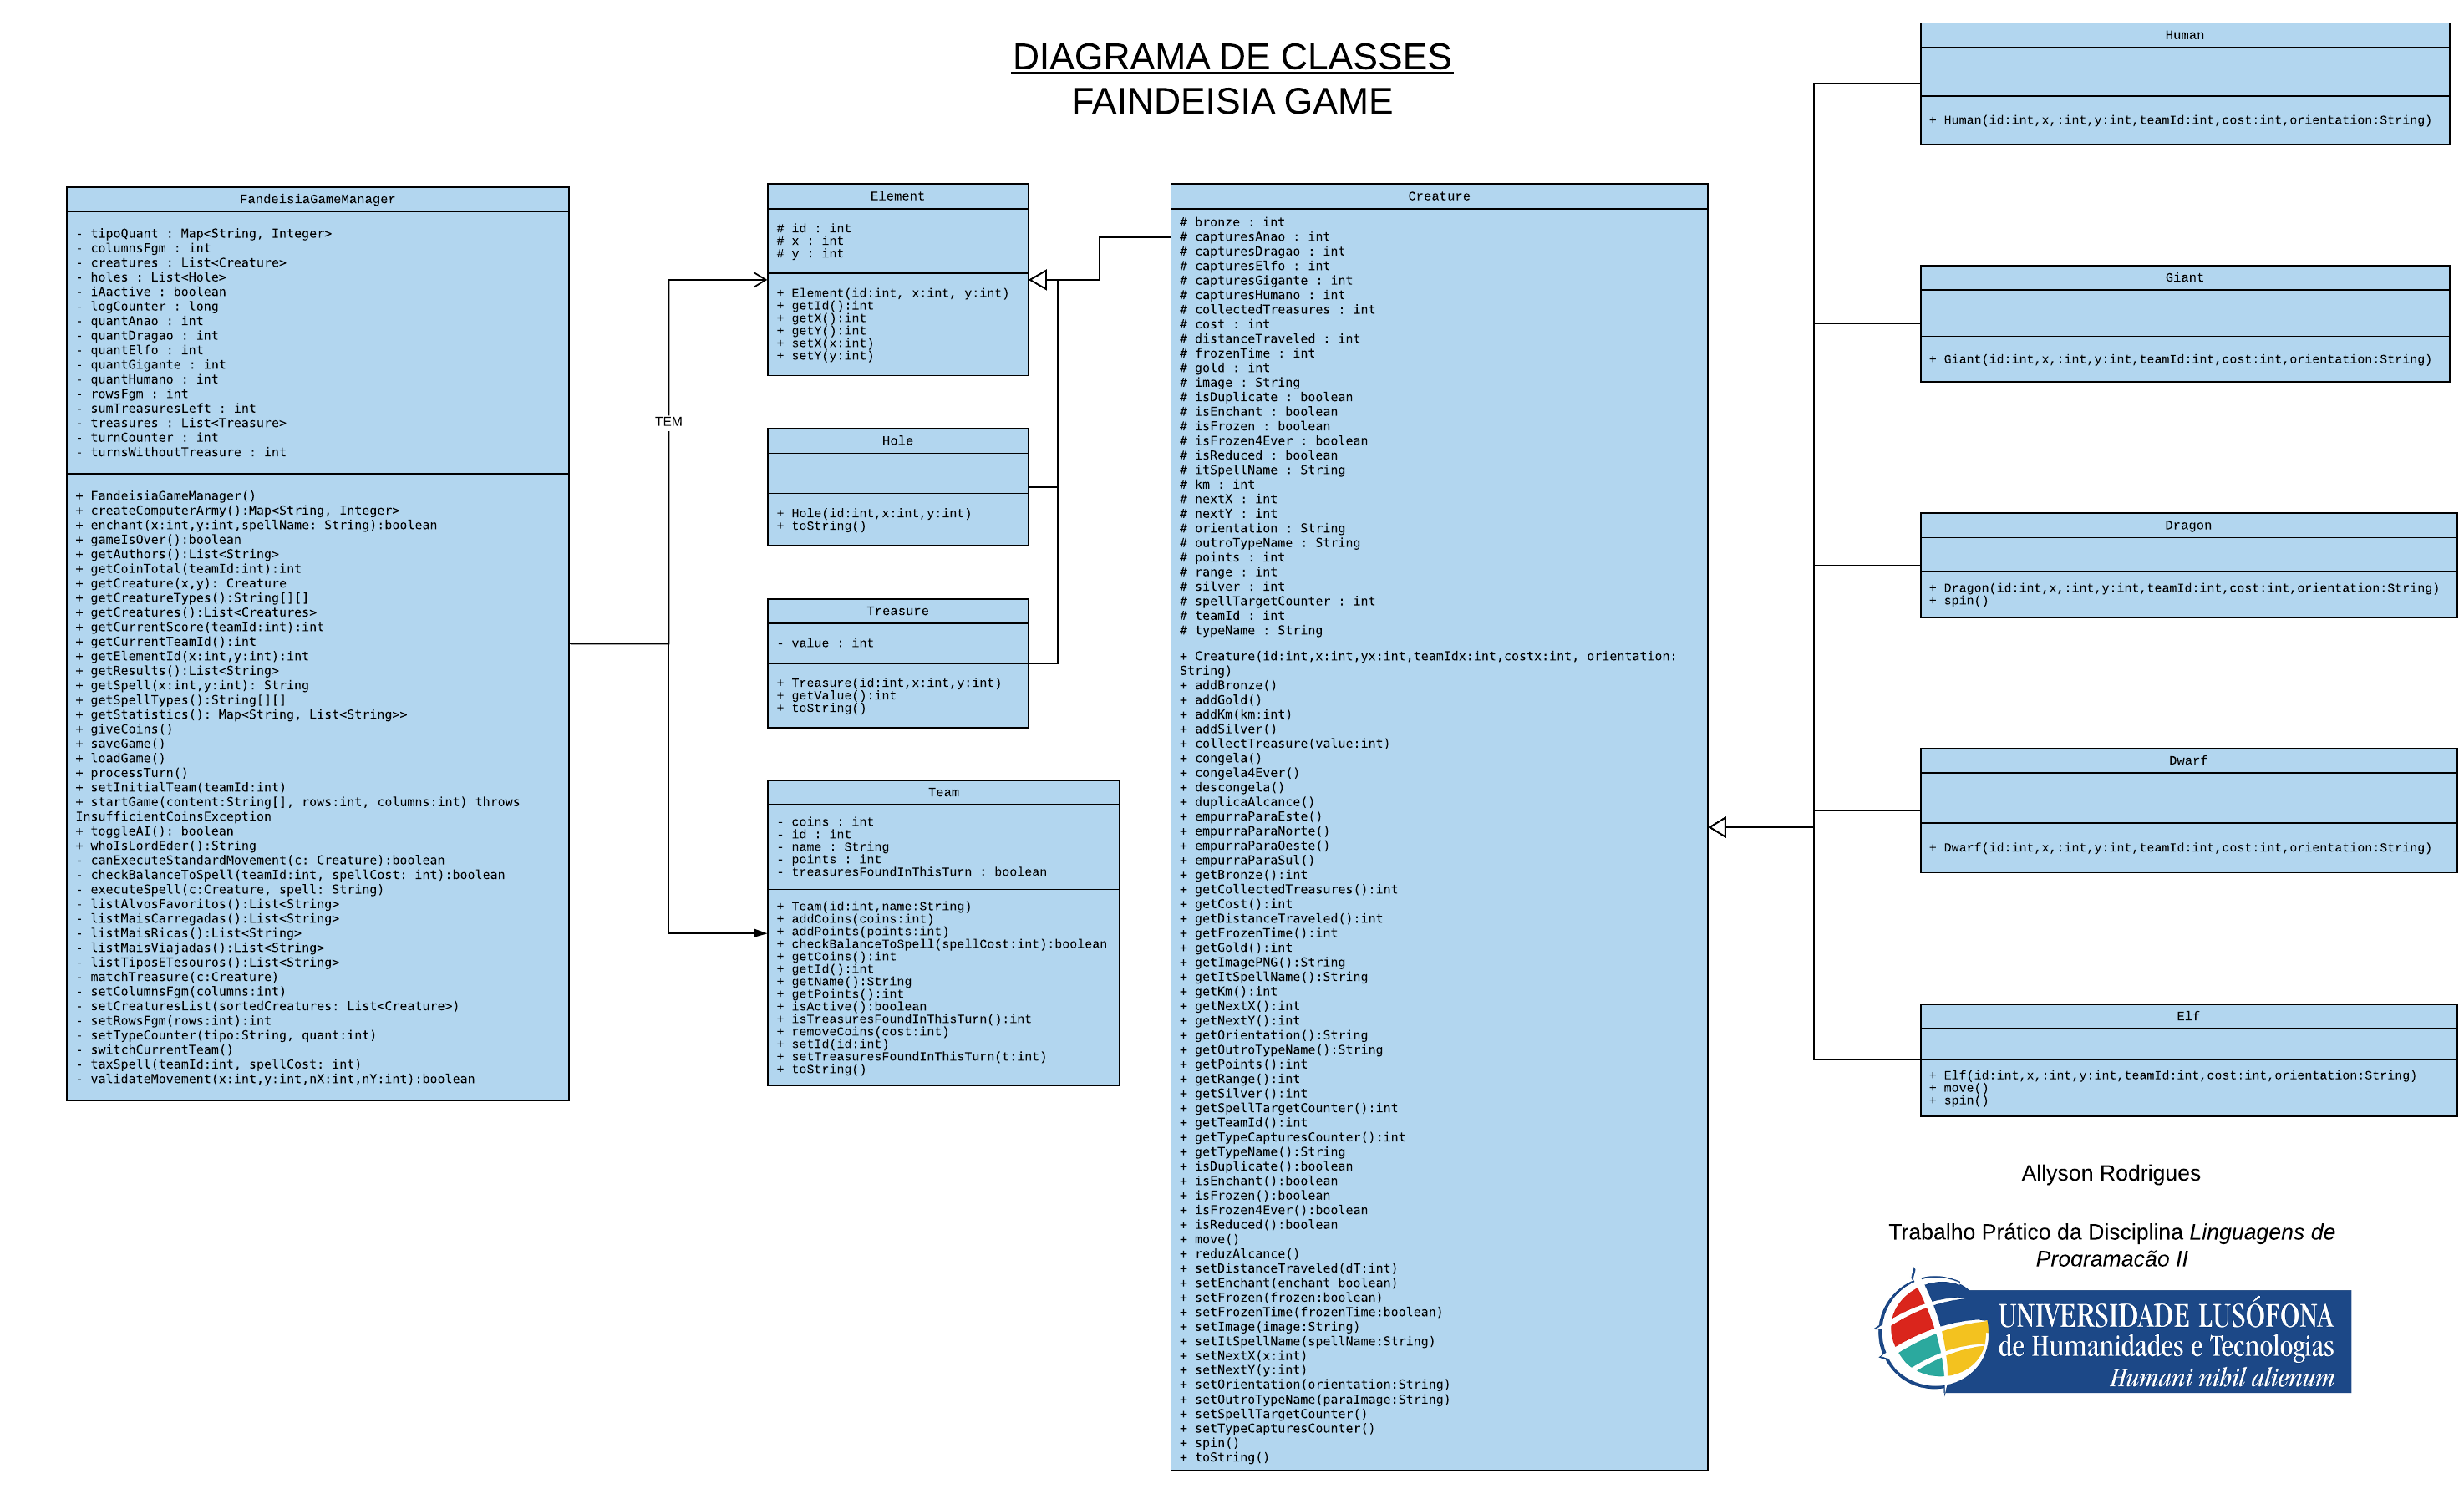 DIAGRAMA DE CLASSES
FAINDEISIA GAME
FandeisiaGameManager
- tipoQuant : Map<String, Integer>
- columnsFgm : int
- creatures : List<Creature>
- holes : List<Hole>
- iAactive : boolean
- logCounter : long
- quantAnao : int
- quantDragao : int
- quantElfo : int
- quantGigante : int
- quantHumano : int
- rowsFgm : int
- sumTreasuresLeft : int
- treasures : List<Treasure>
- turnCounter : int
- turnsWithoutTreasure : int
+ FandeisiaGameManager()
+ createComputerArmy():Map<String, Integer>
+ enchant(x:int,y:int,spellName: String):boolean
+ gameIsOver():boolean
+ getAuthors():List<String>
+ getCoinTotal(teamId:int):int
+ getCreature(x,y): Creature
+ getCreatureTypes():String[][]
+ getCreatures():List<Creatures>
+ getCurrentScore(teamId:int):int
+ getCurrentTeamId():int
+ getElementId(x:int,y:int):int
+ getResults():List<String>
+ getSpell(x:int,y:int): String
+ getSpellTypes():String[][]
+ getStatistics(): Map<String, List<String>>
+ giveCoins()
+ saveGame()
+ loadGame()
+ processTurn()
+ setInitialTeam(teamId:int)
+ startGame(content:String[], rows:int, columns:int) throws
InsufficientCoinsException
+ toggleAI(): boolean
+ whoIsLordEder():String
- canExecuteStandardMovement(c: Creature):boolean
- checkBalanceToSpell(teamId:int, spellCost: int):boolean
- executeSpell(c:Creature, spell: String)
- listAlvosFavoritos():List<String>
- listMaisCarregadas():List<String>
- listMaisRicas():List<String>
- listMaisViajadas():List<String>
- listTiposETesouros():List<String>
- matchTreasure(c:Creature)
- setColumnsFgm(columns:int)
- setCreaturesList(sortedCreatures: List<Creature>)
- setRowsFgm(rows:int):int
- setTypeCounter(tipo:String, quant:int)
- switchCurrentTeam()
- taxSpell(teamId:int, spellCost: int)
- validateMovement(x:int,y:int,nX:int,nY:int):boolean
TEM
Element
# id : int
# x : int
# y : int
+ Element(id:int, x:int, y:int)
+ getId():int
+ getX():int
+ getY():int
+ setX(x:int)
+ setY(y:int)
Hole
+ Hole(id:int,x:int,y:int)
+ toString()
Treasure
- value : int
+ Treasure(id:int,x:int,y:int)
+ getValue():int
+ toString()
Team
- coins : int
- id : int
- name : String
- points : int
- treasuresFoundInThisTurn : boolean
+ Team(id:int,name:String)
+ addCoins(coins:int)
+ addPoints(points:int)
+ checkBalanceToSpell(spellCost:int):boolean
+ getCoins():int
+ getId():int
+ getName():String
+ getPoints():int
+ isActive():boolean
+ isTreasuresFoundInThisTurn():int
+ removeCoins(cost:int)
+ setId(id:int)
+ setTreasuresFoundInThisTurn(t:int)
+ toString()
Creature
# bronze : int
# capturesAnao : int
# capturesDragao : int
# capturesElfo : int
# capturesGigante : int
# capturesHumano : int
# collectedTreasures : int
# cost : int
# distanceTraveled : int
# frozenTime : int
# gold : int
# image : String
# isDuplicate : boolean
# isEnchant : boolean
# isFrozen : boolean
# isFrozen4Ever : boolean
# isReduced : boolean
# itSpellName : String
# km : int
# nextX : int
# nextY : int
# orientation : String
# outroTypeName : String
# points : int
# range : int
# silver : int
# spellTargetCounter : int
# teamId : int
# typeName : String
+ Creature(id:int,x:int,yx:int,teamIdx:int,costx:int, orientation:
String)
+ addBronze()
+ addGold()
+ addKm(km:int)
+ addSilver()
+ collectTreasure(value:int)
+ congela()
+ congela4Ever()
+ descongela()
+ duplicaAlcance()
+ empurraParaEste()
+ empurraParaNorte()
+ empurraParaOeste()
+ empurraParaSul()
+ getBronze():int
+ getCollectedTreasures():int
+ getCost():int
+ getDistanceTraveled():int
+ getFrozenTime():int
+ getGold():int
+ getImagePNG():String
+ getItSpellName():String
+ getKm():int
+ getNextX():int
+ getNextY():int
+ getOrientation():String
+ getOutroTypeName():String
+ getPoints():int
+ getRange():int
+ getSilver():int
+ getSpellTargetCounter():int
+ getTeamId():int
+ getTypeCapturesCounter():int
+ getTypeName():String
+ isDuplicate():boolean
+ isEnchant():boolean
+ isFrozen():boolean
+ isFrozen4Ever():boolean
+ isReduced():boolean
+ move()
+ reduzAlcance()
+ setDistanceTraveled(dT:int)
+ setEnchant(enchant boolean)
+ setFrozen(frozen:boolean)
+ setFrozenTime(frozenTime:boolean)
+ setImage(image:String)
+ setItSpellName(spellName:String)
+ setNextX(x:int)
+ setNextY(y:int)
+ setOrientation(orientation:String)
+ setOutroTypeName(paraImage:String)
+ setSpellTargetCounter()
+ setTypeCapturesCounter()
+ spin()
+ toString()
Human
+ Human(id:int,x,:int,y:int,teamId:int,cost:int,orientation:String)
Giant
+ Giant(id:int,x,:int,y:int,teamId:int,cost:int,orientation:String)
Dragon
+ Dragon(id:int,x,:int,y:int,teamId:int,cost:int,orientation:String)
+ spin()
Dwarf
+ Dwarf(id:int,x,:int,y:int,teamId:int,cost:int,orientation:String)
Elf
+ Elf(id:int,x,:int,y:int,teamId:int,cost:int,orientation:String)
+ move()
+ spin()
Allyson Rodrigues
Trabalho Prático da Disciplina Linguagens de
Programação II
UNIVERSIDADE LUSÓFONA
de Humanidades e Tecnologias
Humani nihil alienum